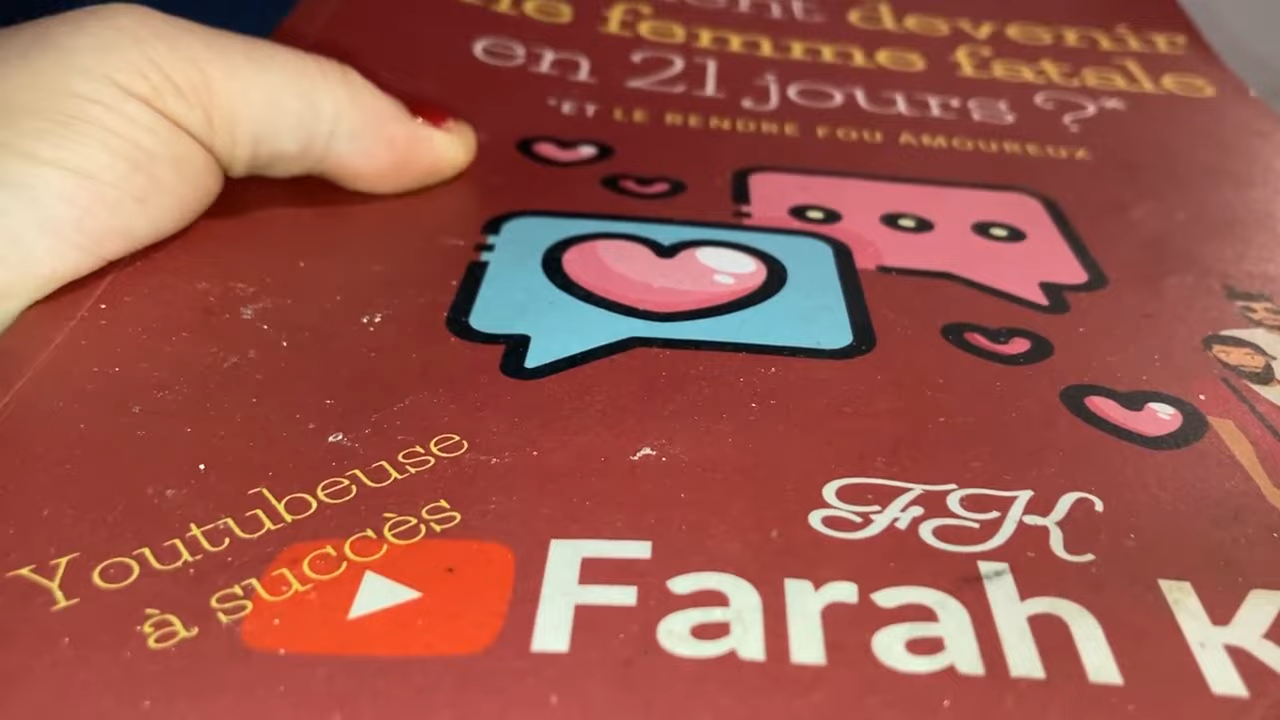 devenir
femme fatale
en 21 jours ?*
*ET LE RENDRE FOU AMOUREUX
Youtubeuse
à succès
FK
Farah K